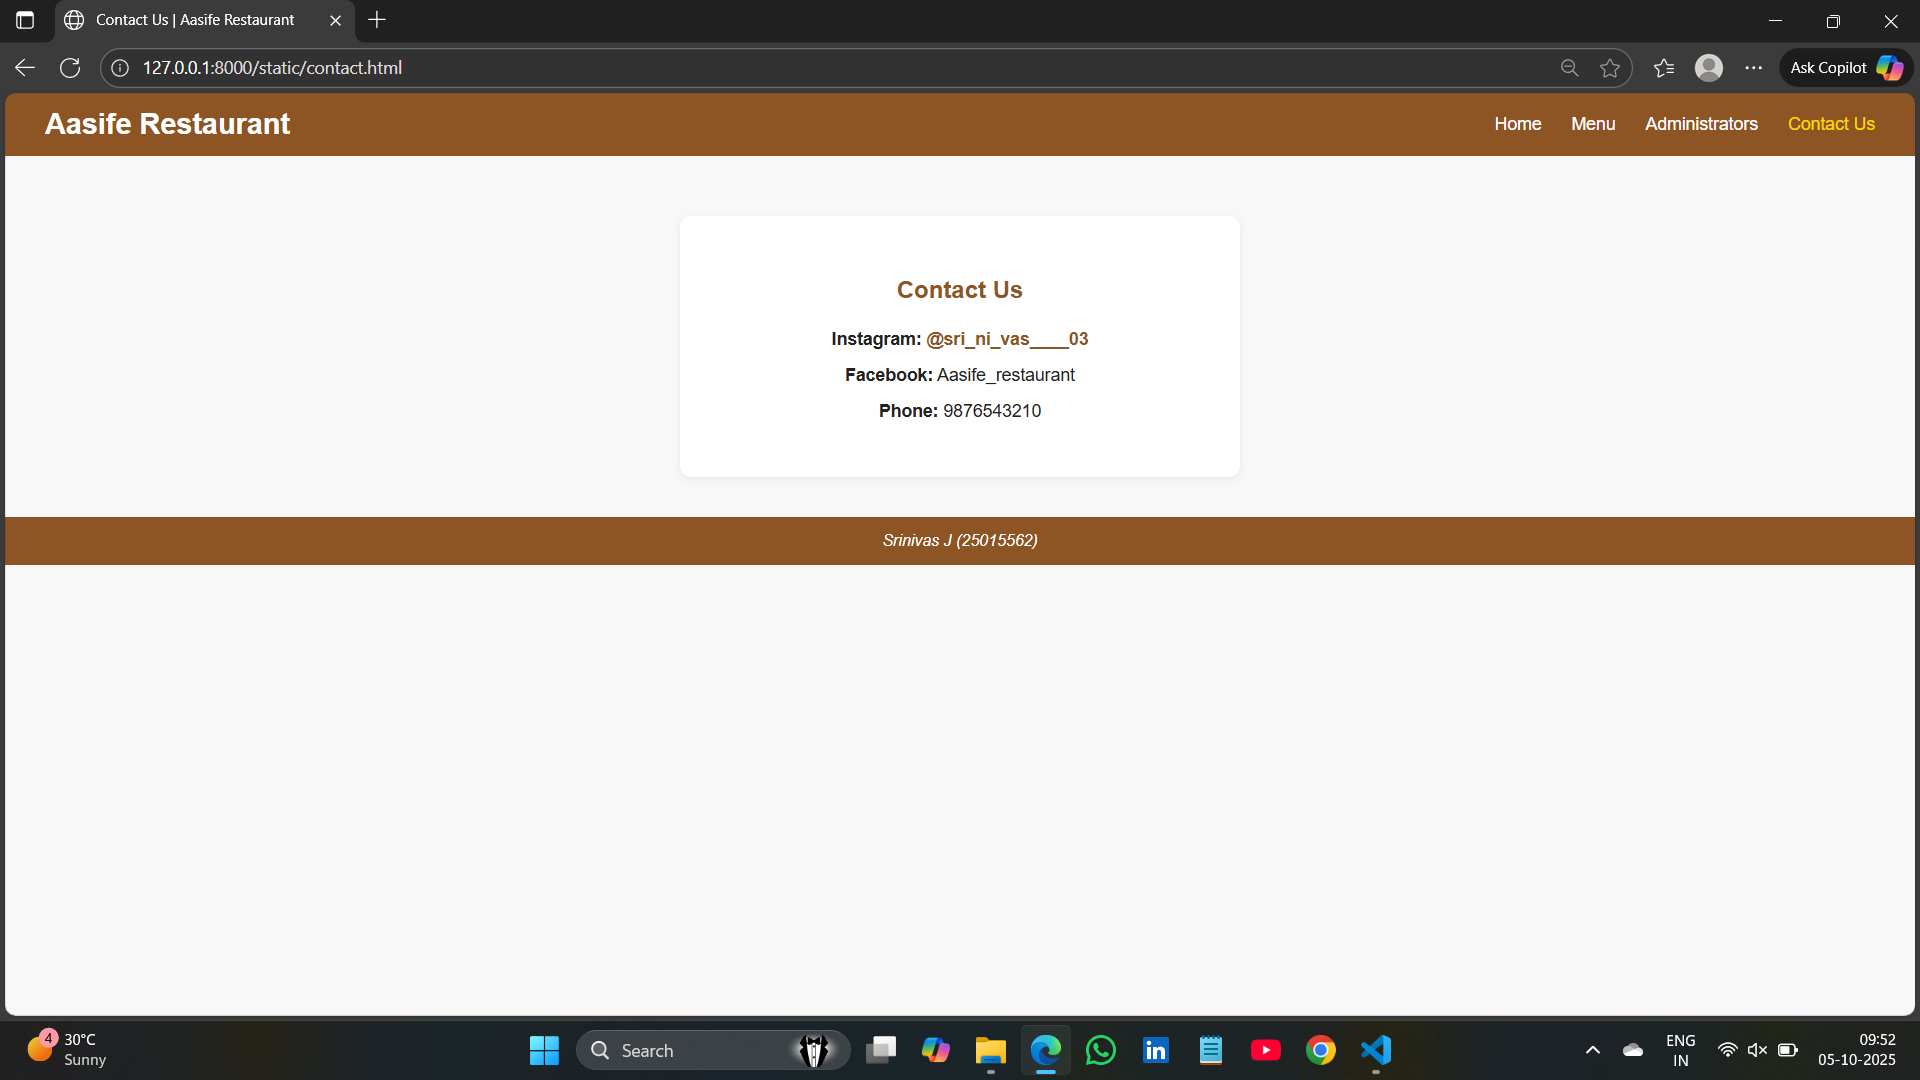 Contact Us | Aasife Restaurant
127.0.0.1:8000/static/contact.html
Ask Copilot
Aasife Restaurant
Home Menu Administrators Contact Us
Contact Us
Instagram: @sri_ni_vas____03
Facebook: Aasife_restaurant
Phone: 9876543210
Srinivas J (25015562)
4
30°C
Sunny
Search
ENG
IN
09:52
05-10-2025